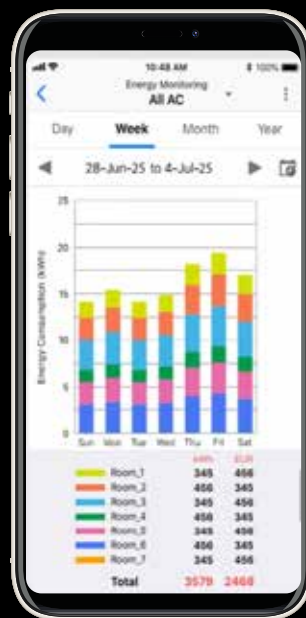 10:48 AM 100%
Energy Monitoring
All AC
Day Week Month Year
28-Jun-25 to 4-Jul-25
25
20
15
10
5
0
Energy Consumption (kWh)
Sun Mon Tue Wed Thu Fri Sat
kWh EUR
Room_1 345 456
Room_2 456 345
Room_3 345 456
Room_4 456 345
Room_5 345 456
Room_6 456 345
Room_7 345 456
Total 3579 2468